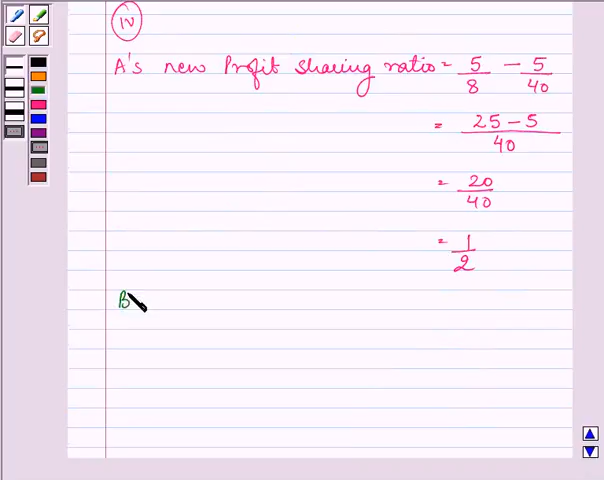 iv
A's new Profit sharing ratio = 5/8 - 5/40
= 25 - 5/40
= 20/40
= 1/2
B